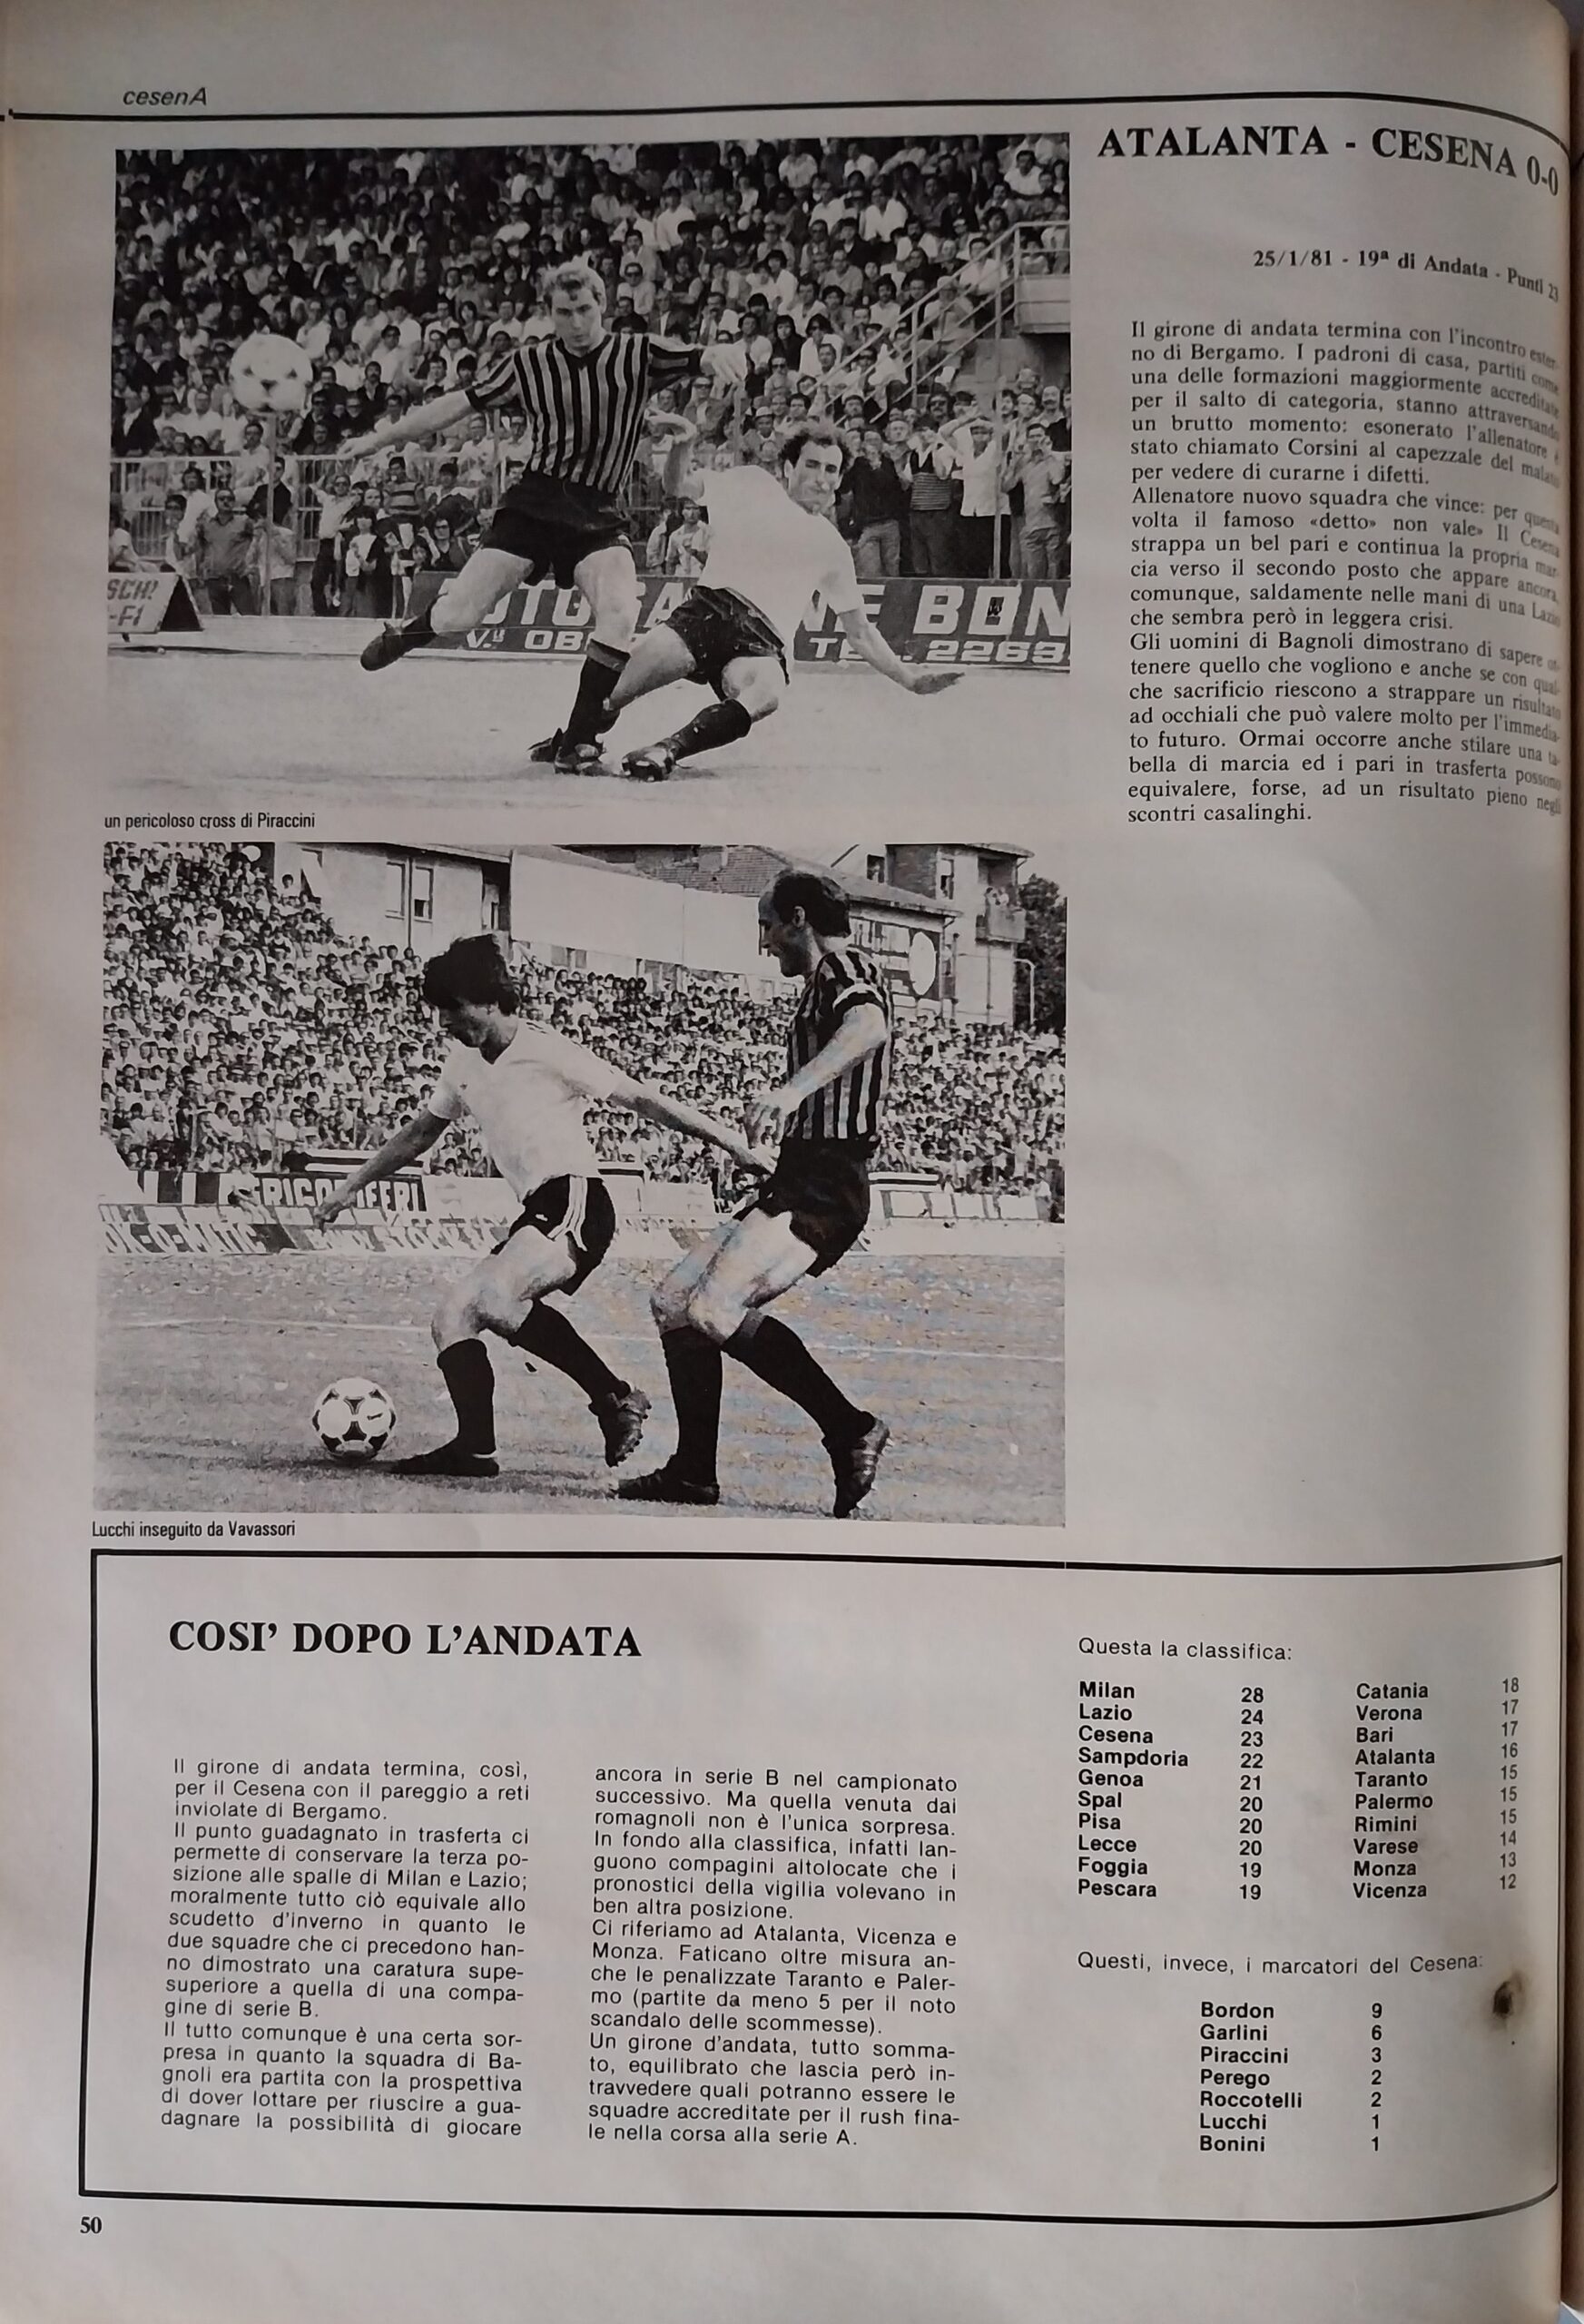 cesenA
ATALANTA - CESENA 0-0
25/1/81 - 19ª di Andata - Punti 23
Il girone di andata termina con l'incontro ester-
no di Bergamo. I padroni di casa, partiti come
una delle formazioni maggiormente accreditate
per il salto di categoria, stanno attraversando
un brutto momento: esonerato l'allenatore è
stato chiamato Corsini al capezzale del malato
per vedere di curarne i difetti.
Allenatore nuovo squadra che vince: per questa
volta il famoso «detto» non vale» Il Cesena
strappa un bel pari e continua la propria mar-
cia verso il secondo posto che appare ancora,
comunque, saldamente nelle mani di una Lazio
che sembra però in leggera crisi.
Gli uomini di Bagnoli dimostrano di sapere ot-
tenere quello che vogliono e anche se con qual-
che sacrificio riescono a strappare un risultato
ad occhiali che può valere molto per l'immedia-
to futuro. Ormai occorre anche stilare una ta-
bella di marcia ed i pari in trasferta possono
equivalere, forse, ad un risultato pieno negli
scontri casalinghi.
SCH!
-F1
NE BON
TEL. 2263
un pericoloso cross di Piraccini
Lucchi inseguito da Vavassori
COSI' DOPO L'ANDATA
Il girone di andata termina, così,
per il Cesena con il pareggio a reti
inviolate di Bergamo.
Il punto guadagnato in trasferta ci
permette di conservare la terza po-
sizione alle spalle di Milan e Lazio;
moralmente tutto ciò equivale allo
scudetto d'inverno in quanto le
due squadre che ci precedono han-
no dimostrato una caratura supe-
superiore a quella di una compa-
gine di serie B.
Il tutto comunque è una certa sor-
presa in quanto la squadra di Ba-
gnoli era partita con la prospettiva
di dover lottare per riuscire a gua-
dagnare la possibilità di giocare
ancora in serie B nel campionato
successivo. Ma quella venuta dai
romagnoli non è l'unica sorpresa.
In fondo alla classifica, infatti lan-
guono compagini altolocate che i
pronostici della vigilia volevano in
ben altra posizione.
Ci riferiamo ad Atalanta, Vicenza e
Monza. Faticano oltre misura an-
che le penalizzate Taranto e Paler-
mo (partite da meno 5 per il noto
scandalo delle scommesse).
Un girone d'andata, tutto somma-
to, equilibrato che lascia però in-
travvedere quali potranno essere le
squadre accreditate per il rush fina-
le nella corsa alla serie A.
Questa la classifica:
Milan 28 Catania 18
Lazio 24 Verona 17
Cesena 23 Bari 17
Sampdoria 22 Atalanta 16
Genoa 21 Taranto 15
Spal 20 Palermo 15
Pisa 20 Rimini 15
Lecce 20 Varese 14
Foggia 19 Monza 13
Pescara 19 Vicenza 12
Questi, invece, i marcatori del Cesena:
Bordon 9
Garlini 6
Piraccini 3
Perego 2
Roccotelli 2
Lucchi 1
Bonini 1
50